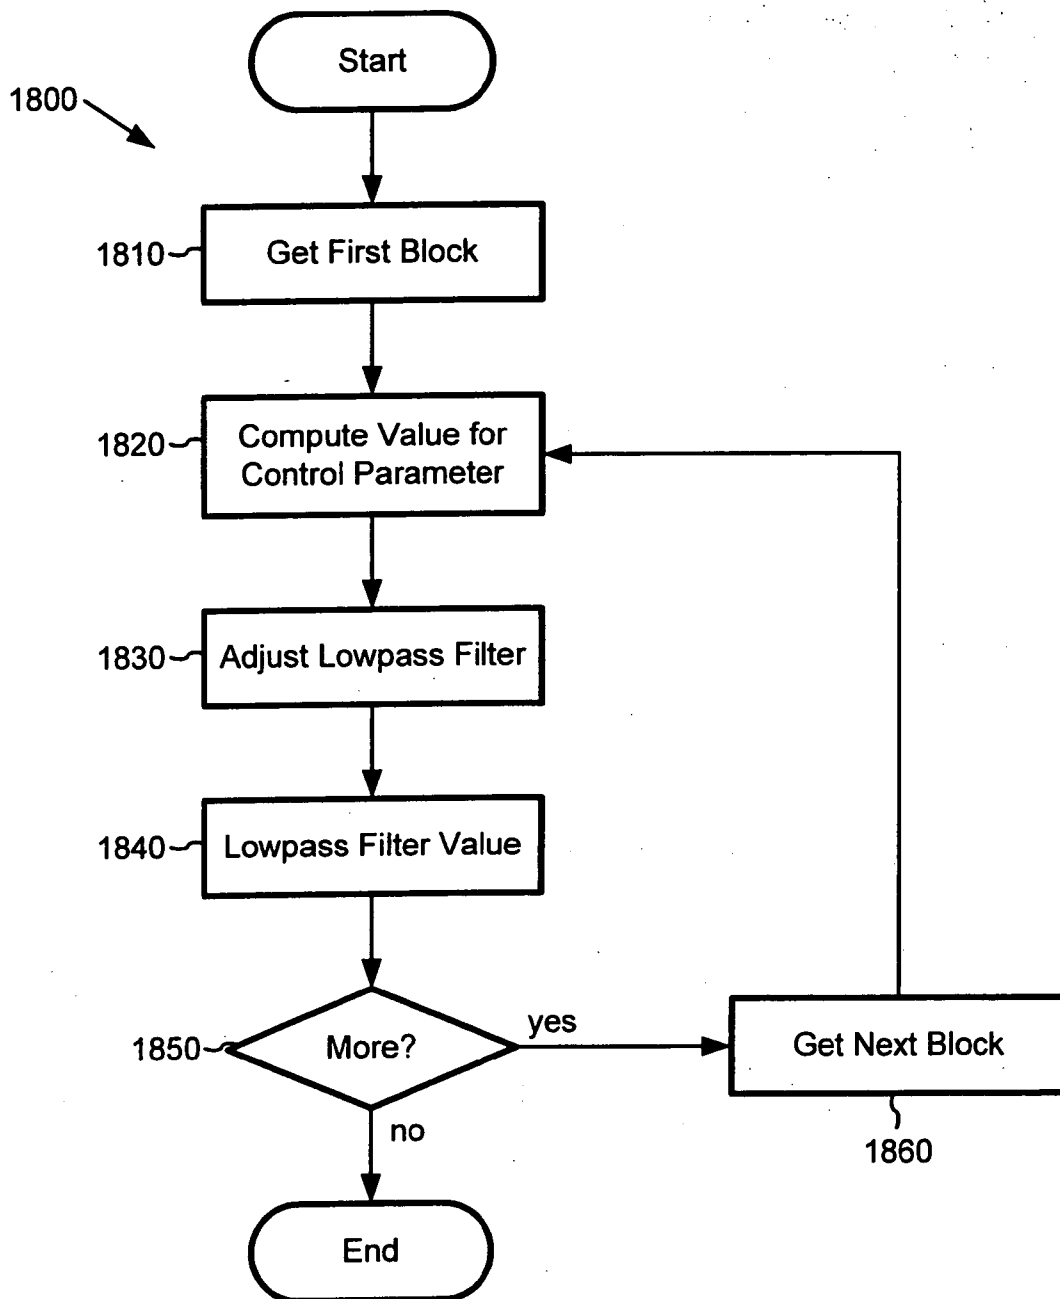 Start
1800
1810
Get First Block
1820
Compute Value for
Control Parameter
1830
Adjust Lowpass Filter
1840
Lowpass Filter Value
1850
More?
yes
Get Next Block
1860
no
End